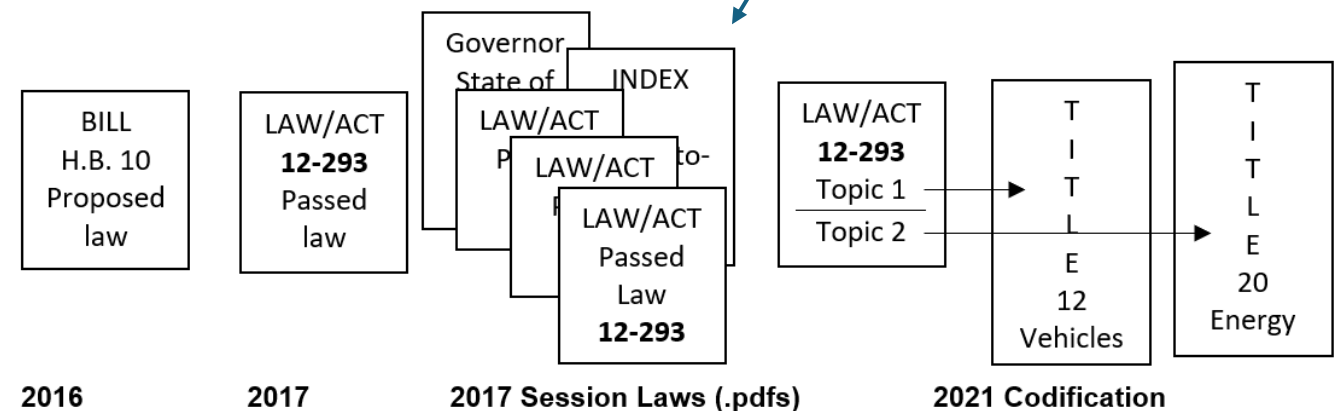 BILL
H.B. 10
Proposed
law
LAW/ACT
12-293
Passed
law
Governor
State of
INDEX
to-
LAW/ACT
P
LAW/ACT
LAW/ACT
Passed
Law
12-293
LAW/ACT
12-293
Topic 1
Topic 2
T
I
T
L
E
12
Vehicles
T
I
T
L
E
20
Energy
2016
2017
2017 Session Laws (.pdfs)
2021 Codification